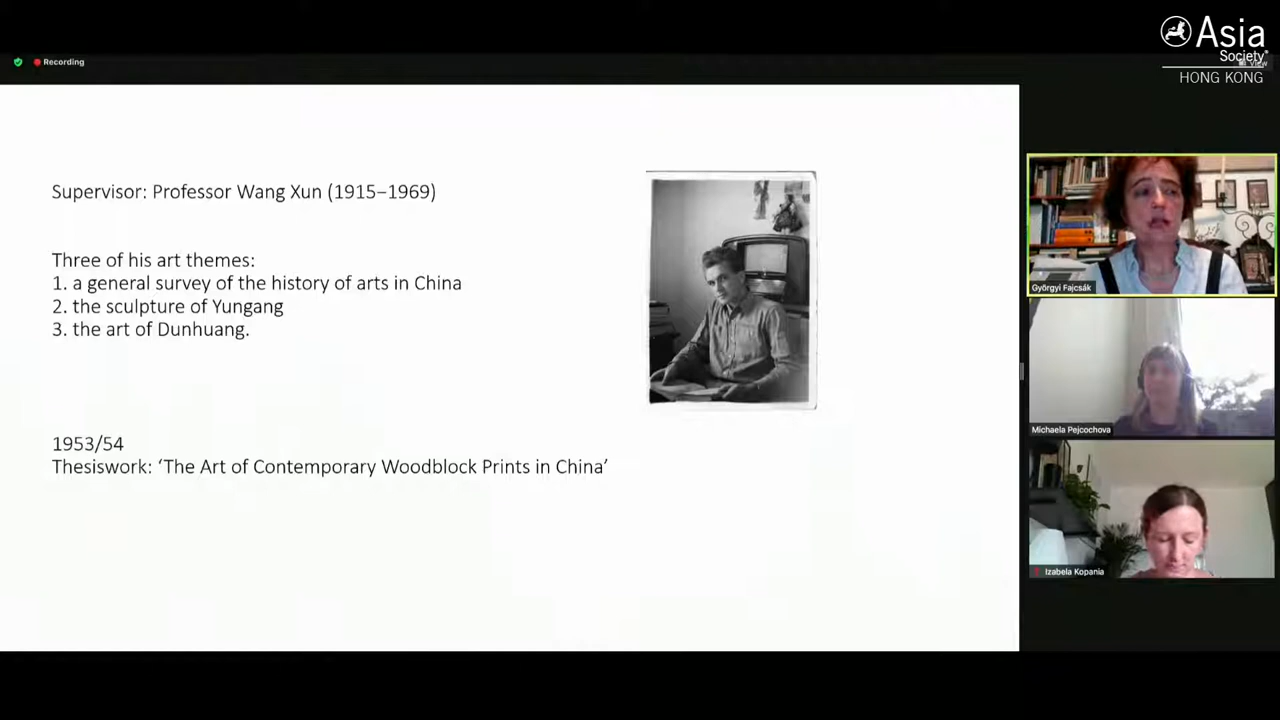 Asia
Society
HONG KONG
Recording
View
Supervisor: Professor Wang Xun (1915–1969)
Three of his art themes:
1. a general survey of the history of arts in China
2. the sculpture of Yungang
3. the art of Dunhuang.
1953/54
Thesiswork: ‘The Art of Contemporary Woodblock Prints in China’
Györgyi Fajcsák
Michaela Pejcochova
Izabela Kopania